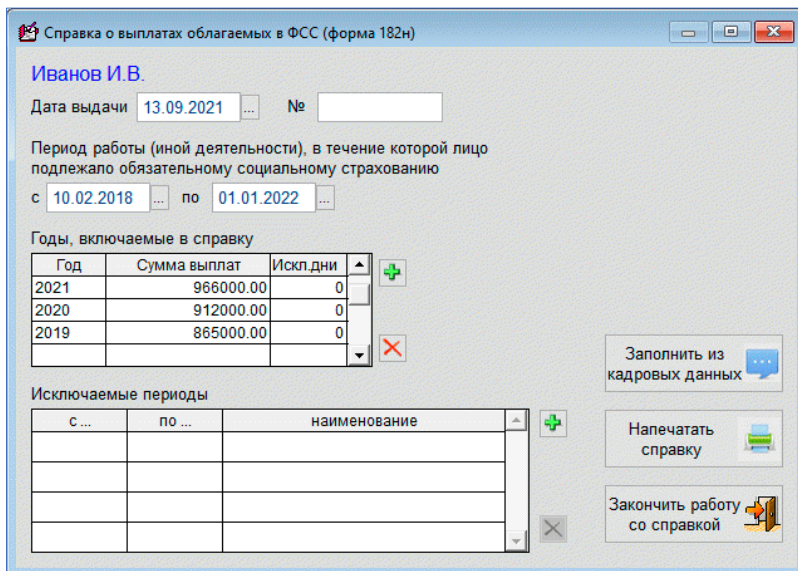 Справка о выплатах облагаемых в ФСС (форма 182н)
Иванов И.В.
Дата выдачи 13.09.2021 ... №
Период работы (иной деятельности), в течение которой лицо
подлежало обязательному социальному страхованию
с 10.02.2018 ... по 01.01.2022 ...
Годы, включаемые в справку
Год Сумма выплат Искл.дни
2021 966000.00 0
2020 912000.00 0
2019 865000.00 0
Заполнить из
кадровых данных
Исключаемые периоды
с ... по ... наименование
Напечатать
справку
Закончить работу
со справкой